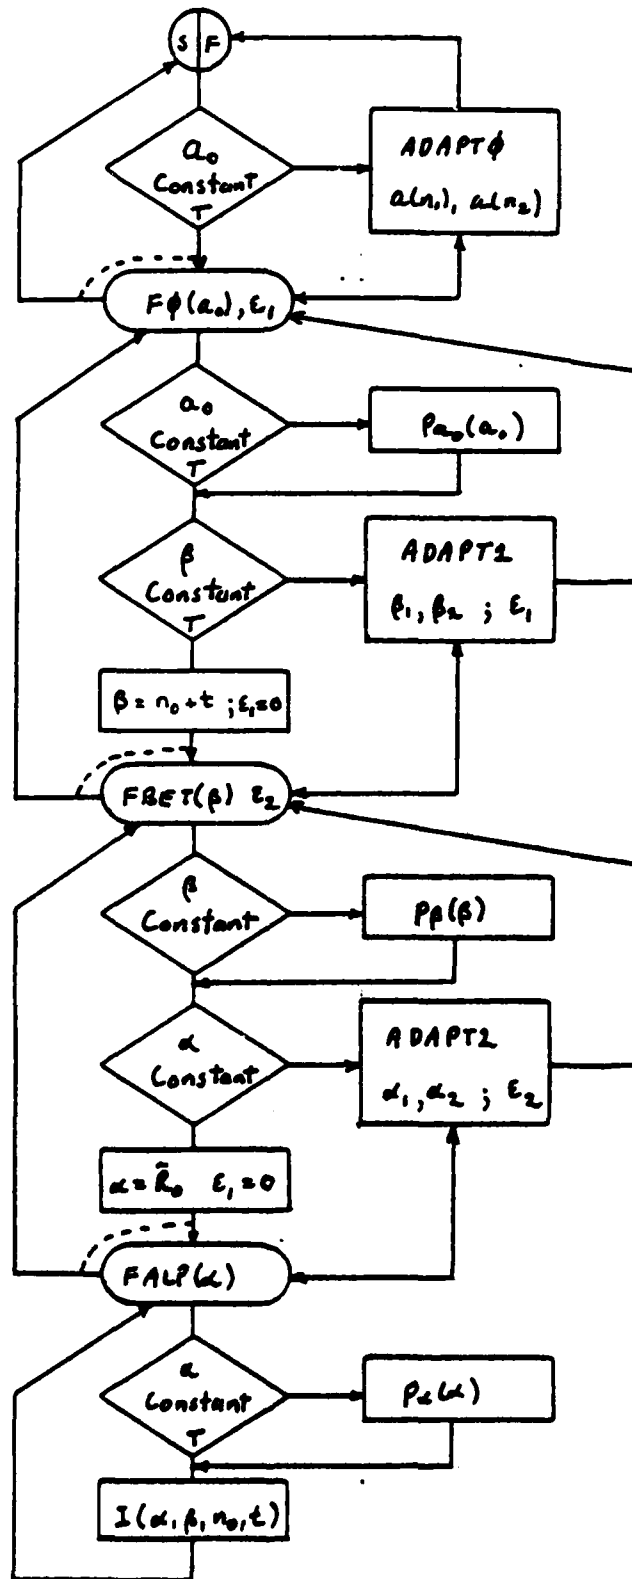 S F
a₀
Constant
T
ADAPTϕ
a(n₁), a(n₂)
Fϕ(a₀), ε₁
a₀
Constant
T
Pa₀(a₀)
β
Constant
T
ADAPT2
β₁, β₂ ; ε₁
β = n₀+t ; ε₁=0
FBET(β) ε₂
β
Constant
Pβ(β)
α
Constant
ADAPT2
α₁, α₂ ; ε₂
α = R̃₀ ε₁ = 0
FALP(α)
α
Constant
T
Pα(α)
I(α, β, n₀, t)